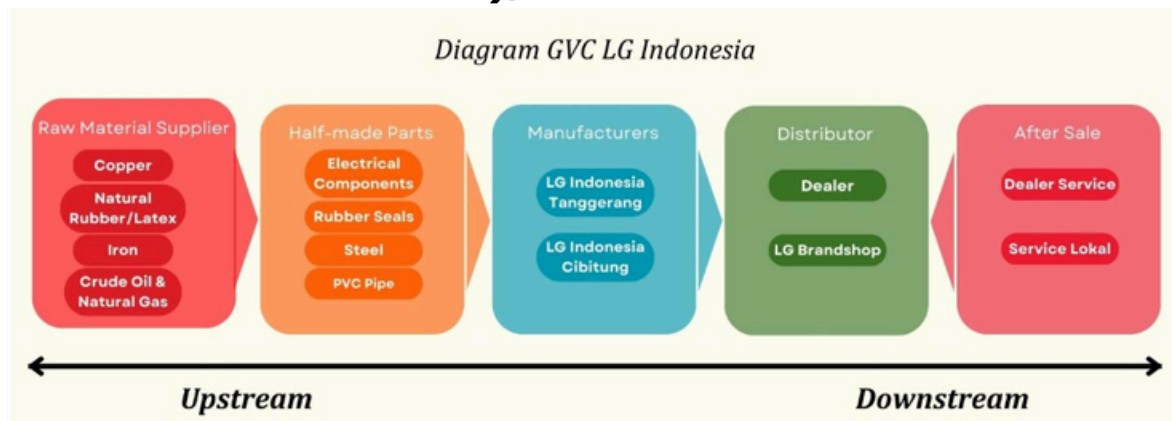 Diagram GVC LG Indonesia
Raw Material Supplier
Copper
Natural
Rubber/Latex
Iron
Crude Oil &
Natural Gas
Half-made Parts
Electrical
Components
Rubber Seals
Steel
PVC Pipe
Manufacturers
LG Indonesia
Tanggerang
LG Indonesia
Cibitung
Distributor
Dealer
LG Brandshop
After Sale
Dealer Service
Service Lokal
Upstream
Downstream